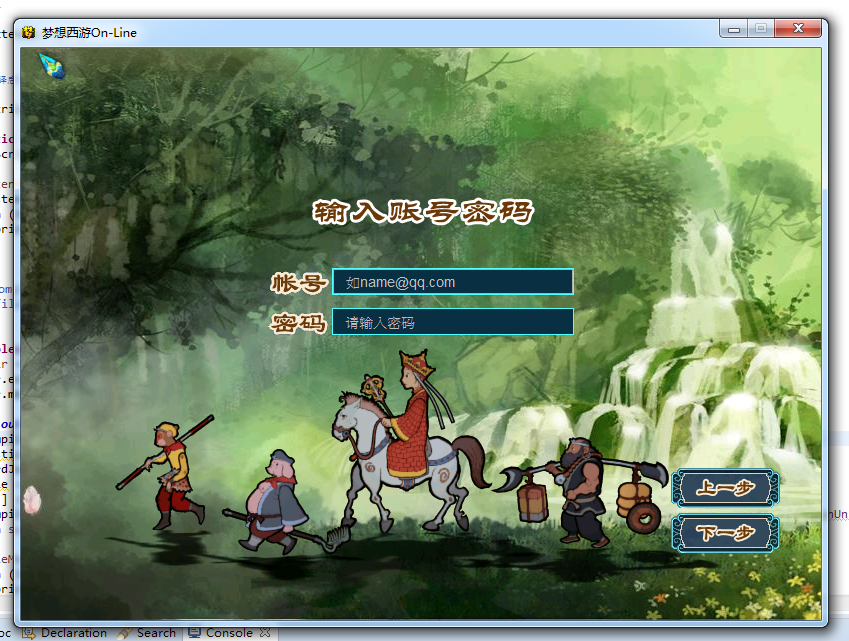 梦想西游On-Line
输入账号密码
帐号 如name@qq.com
密码 请输入密码
上一步
下一步
Declaration Search Console